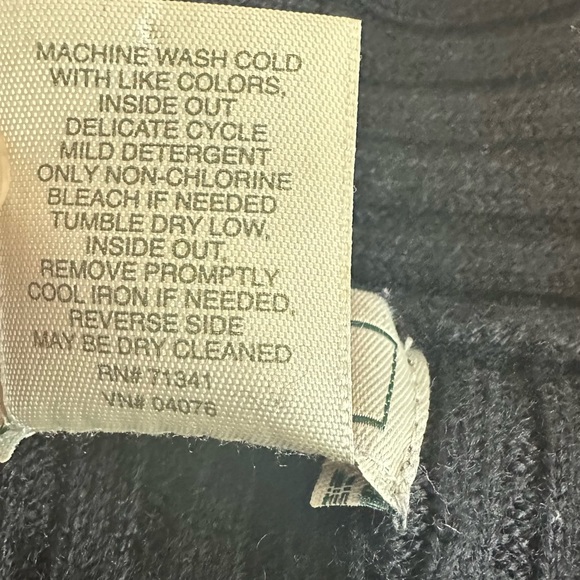 MACHINE WASH COLD
WITH LIKE COLORS,
INSIDE OUT
DELICATE CYCLE
MILD DETERGENT
ONLY NON-CHLORINE
BLEACH IF NEEDED
TUMBLE DRY LOW,
INSIDE OUT,
REMOVE PROMPTLY
COOL IRON IF NEEDED,
REVERSE SIDE
MAY BE DRY CLEANED
RN# 71341
VN# 04076